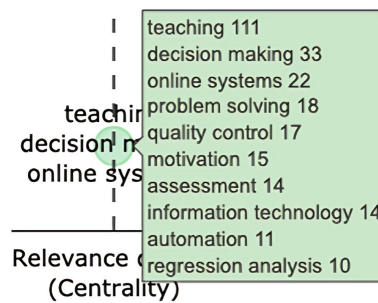 teaching 111
decision making 33
online systems 22
problem solving 18
quality control 17
motivation 15
assessment 14
information technology 14
automation 11
regression analysis 10
teachin
decision m
online sys
Relevance
(Centrality)